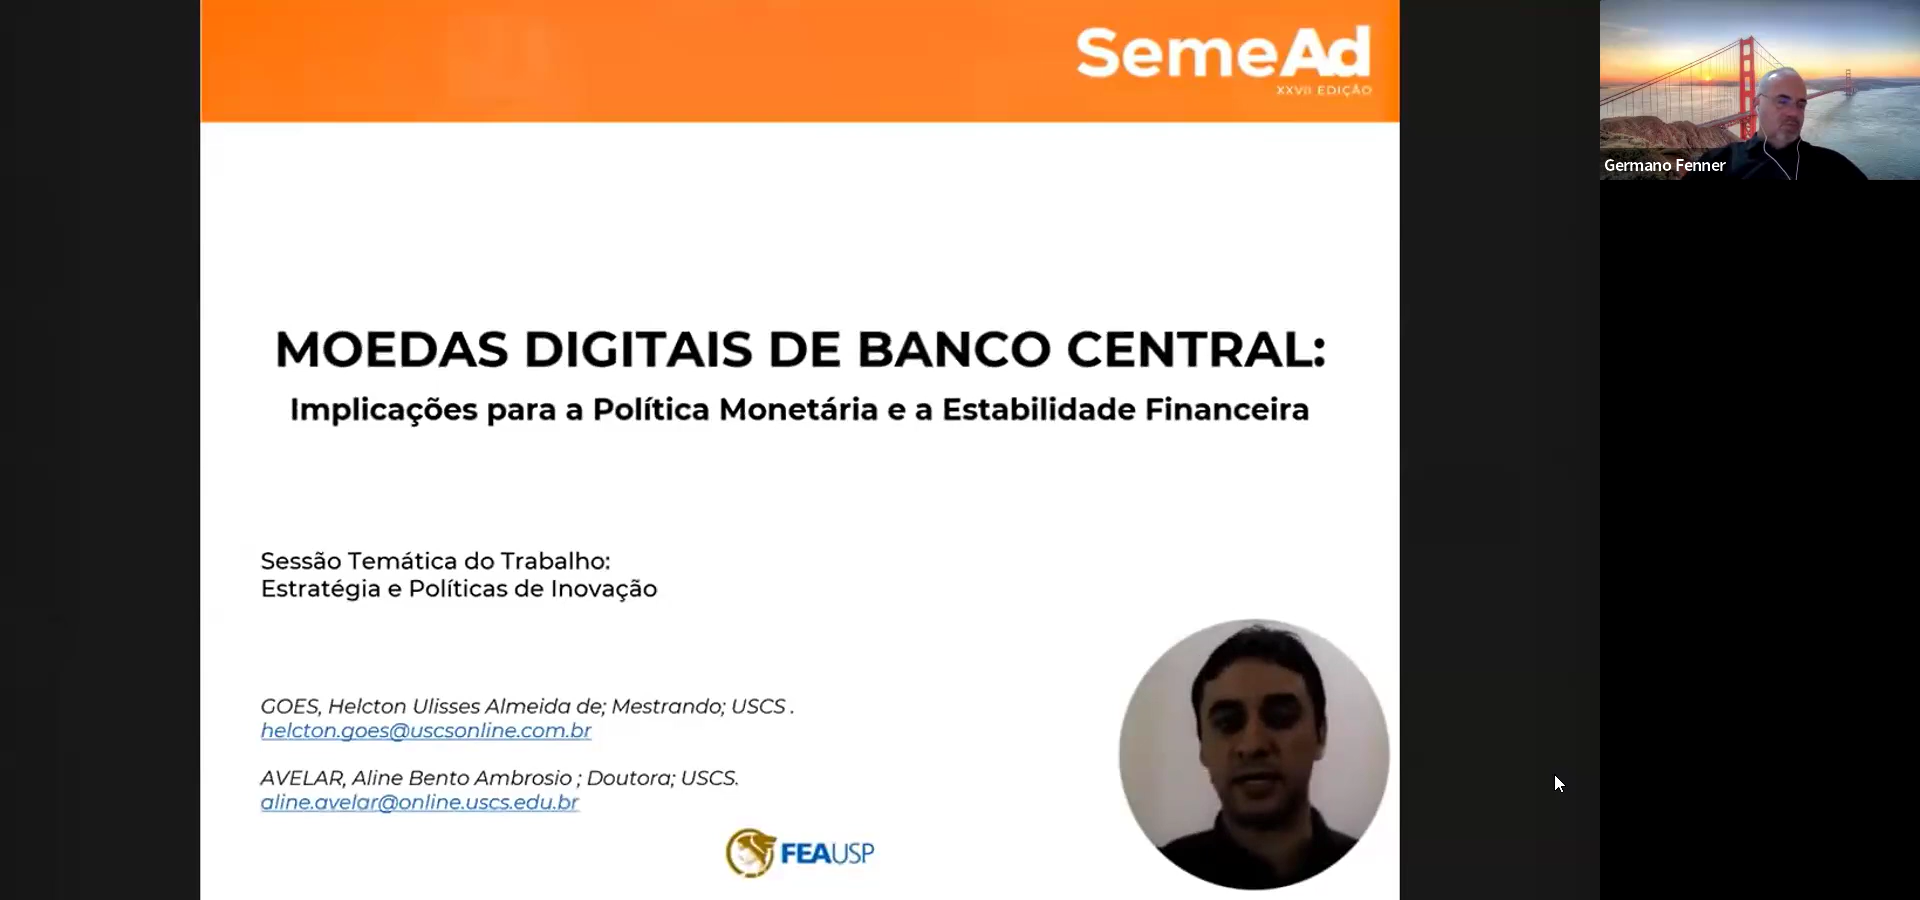 SemeAd
XXVII EDIÇÃO
Germano Fenner
MOEDAS DIGITAIS DE BANCO CENTRAL:
Implicações para a Política Monetária e a Estabilidade Financeira
Sessão Temática do Trabalho:
Estratégia e Políticas de Inovação
GOES, Helcton Ulisses Almeida de; Mestrando; USCS .
helcton.goes@uscsonline.com.br
AVELAR, Aline Bento Ambrosio ; Doutora; USCS.
aline.avelar@online.uscs.edu.br
FEAUSP